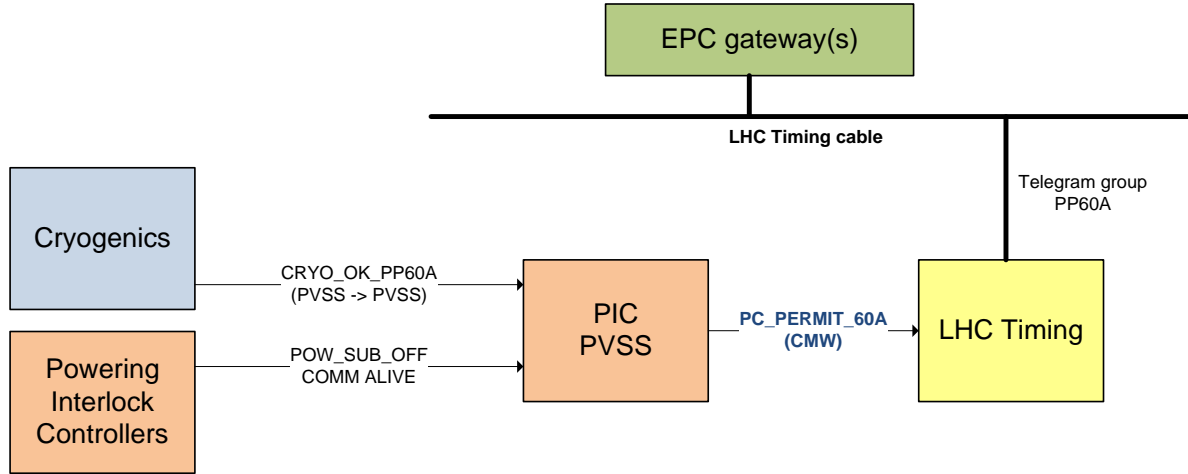 EPC gateway(s)
LHC Timing cable
Telegram group
PP60A
Cryogenics
CRYO_OK_PP60A
(PVSS -> PVSS)
PIC
PVSS
PC_PERMIT_60A
(CMW)
LHC Timing
Powering
Interlock
Controllers
POW_SUB_OFF
COMM ALIVE